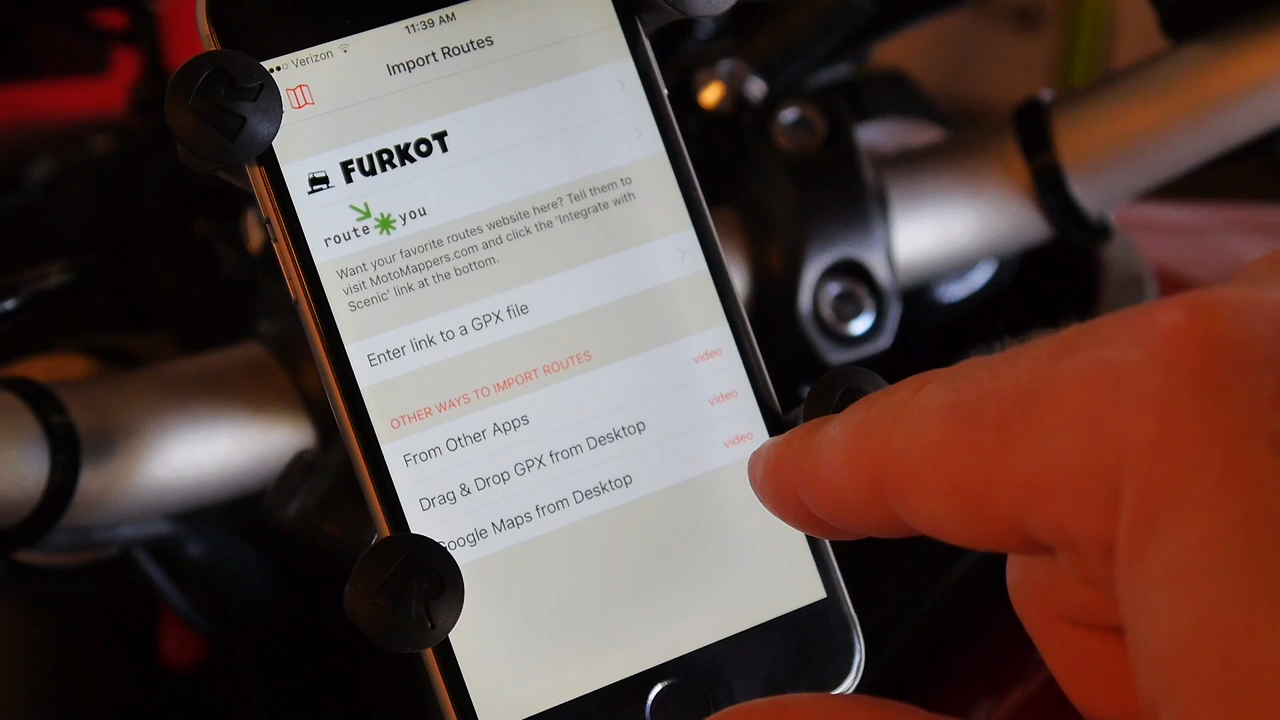 Verizon 11:39 AM
Import Routes
FURKOT
route you
Want your favorite routes website here? Tell them to
visit MotoMappers.com and click the 'Integrate with
Scenic' link at the bottom.
Enter link to a GPX file
OTHER WAYS TO IMPORT ROUTES
From Other Apps video
Drag & Drop GPX from Desktop video
Google Maps from Desktop video